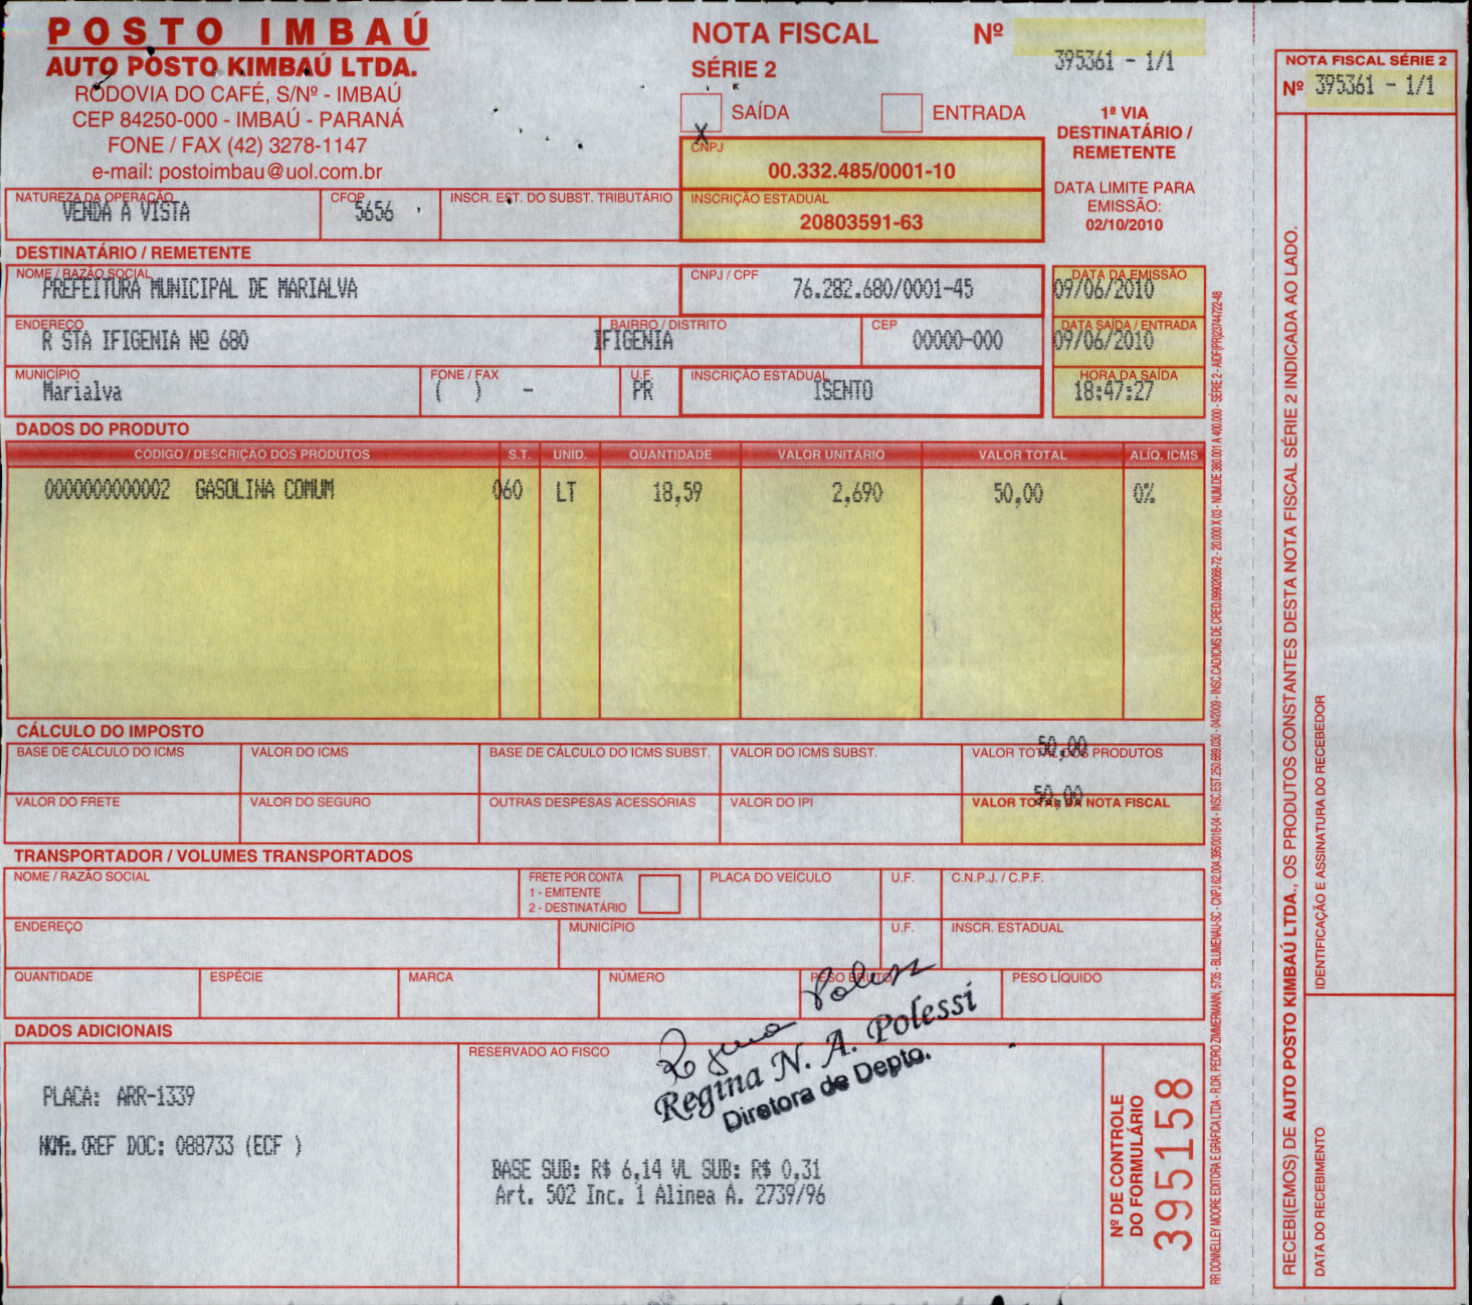 POSTO IMBAÚ
AUTO POSTO KIMBAÚ LTDA.
RODOVIA DO CAFÉ, S/Nº - IMBAÚ
CEP 84250-000 - IMBAÚ - PARANÁ
FONE / FAX (42) 3278-1147
e-mail: postoimbau@uol.com.br
NOTA FISCAL Nº
SÉRIE 2
395361 - 1/1
SAÍDA ENTRADA
X
1ª VIA
DESTINATÁRIO /
REMETENTE
DATA LIMITE PARA
EMISSÃO:
02/10/2010
CNPJ
00.332.485/0001-10
NATUREZA DA OPERAÇÃO CFOP INSCR. EST. DO SUBST. TRIBUTÁRIO INSCRIÇÃO ESTADUAL
VENDA A VISTA 5656 20803591-63
DESTINATÁRIO / REMETENTE
NOME / RAZÃO SOCIAL CNPJ / CPF DATA DA EMISSÃO
PREFEITURA MUNICIPAL DE MARIALVA 76.282.680/0001-45 09/06/2010
ENDEREÇO BAIRRO / DISTRITO CEP DATA SAÍDA / ENTRADA
R STA IFIGENIA Nº 680 IFIGENIA 00000-000 09/06/2010
MUNICÍPIO FONE / FAX U.F. INSCRIÇÃO ESTADUAL HORA DA SAÍDA
Marialva ( ) - PR ISENTO 18:47:27
DADOS DO PRODUTO
CÓDIGO / DESCRIÇÃO DOS PRODUTOS S.T. UNID. QUANTIDADE VALOR UNITÁRIO VALOR TOTAL ALÍQ. ICMS
0000000000002 GASOLINA COMUM 060 LT 18,59 2,690 50,00 0%
CÁLCULO DO IMPOSTO
BASE DE CÁLCULO DO ICMS VALOR DO ICMS BASE DE CÁLCULO DO ICMS SUBST. VALOR DO ICMS SUBST. VALOR TOTAL DOS PRODUTOS
50,00
VALOR DO FRETE VALOR DO SEGURO OUTRAS DESPESAS ACESSÓRIAS VALOR DO IPI VALOR TOTAL DA NOTA FISCAL
50,00
TRANSPORTADOR / VOLUMES TRANSPORTADOS
NOME / RAZÃO SOCIAL FRETE POR CONTA PLACA DO VEÍCULO U.F. C.N.P.J. / C.P.F.
1 - EMITENTE
2 - DESTINATÁRIO
ENDEREÇO MUNICÍPIO U.F. INSCR. ESTADUAL
QUANTIDADE ESPÉCIE MARCA NÚMERO PESO BRUTO PESO LÍQUIDO
DADOS ADICIONAIS
RESERVADO AO FISCO
Regina N. A. Polessi
Diretora de Depto.
PLACA: ARR-1339
REF DOC: 088733 (ECF )
BASE SUB: R$ 6,14 VL SUB: R$ 0,31
Art. 502 Inc. 1 Alinea A. 2739/96
Nº DE CONTROLE
DO FORMULÁRIO
395158
NOTA FISCAL SÉRIE 2
Nº 395361 - 1/1
RECEBI(EMOS) DE AUTO POSTO KIMBAÚ LTDA., OS PRODUTOS CONSTANTES DESTA NOTA FISCAL SÉRIE 2 INDICADA AO LADO.
IDENTIFICAÇÃO E ASSINATURA DO RECEBEDOR
DATA DO RECEBIMENTO